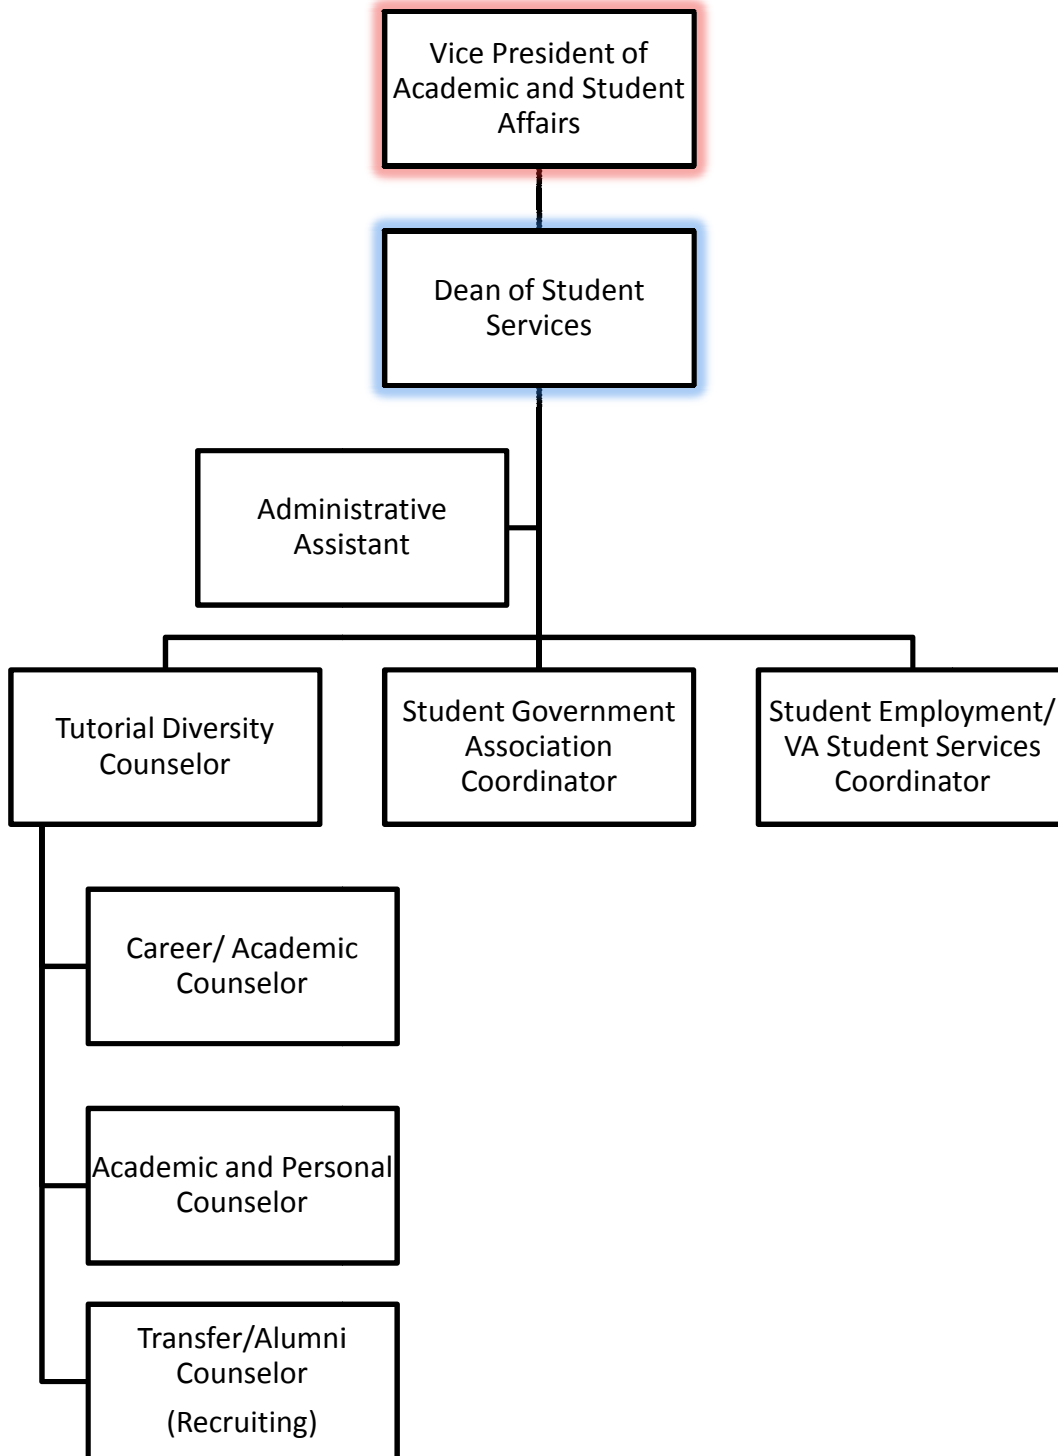 Vice President of
Academic and Student
Affairs
Dean of Student
Services
Administrative
Assistant
Tutorial Diversity
Counselor
Student Government
Association
Coordinator
Student Employment/
VA Student Services
Coordinator
Career/ Academic
Counselor
Academic and Personal
Counselor
Transfer/Alumni
Counselor
(Recruiting)